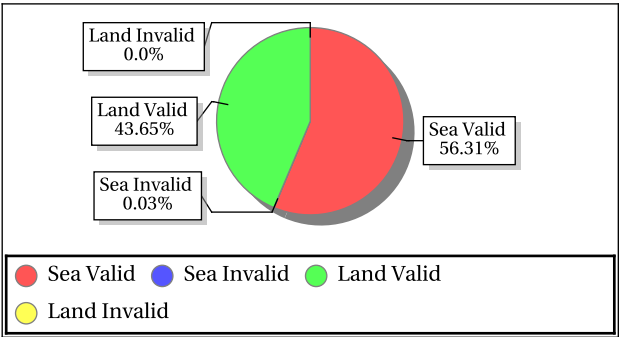 Land Invalid
0.0%
Land Valid
43.65%
Sea Valid
56.31%
Sea Invalid
0.03%
Sea Valid
Sea Invalid
Land Valid
Land Invalid